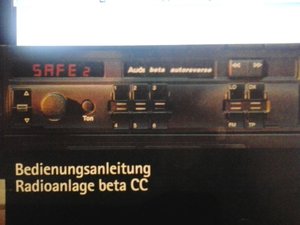 SAFE 2
Audi beta autoreverse
Ton
Bedienungsanleitung
Radioanlage beta CC